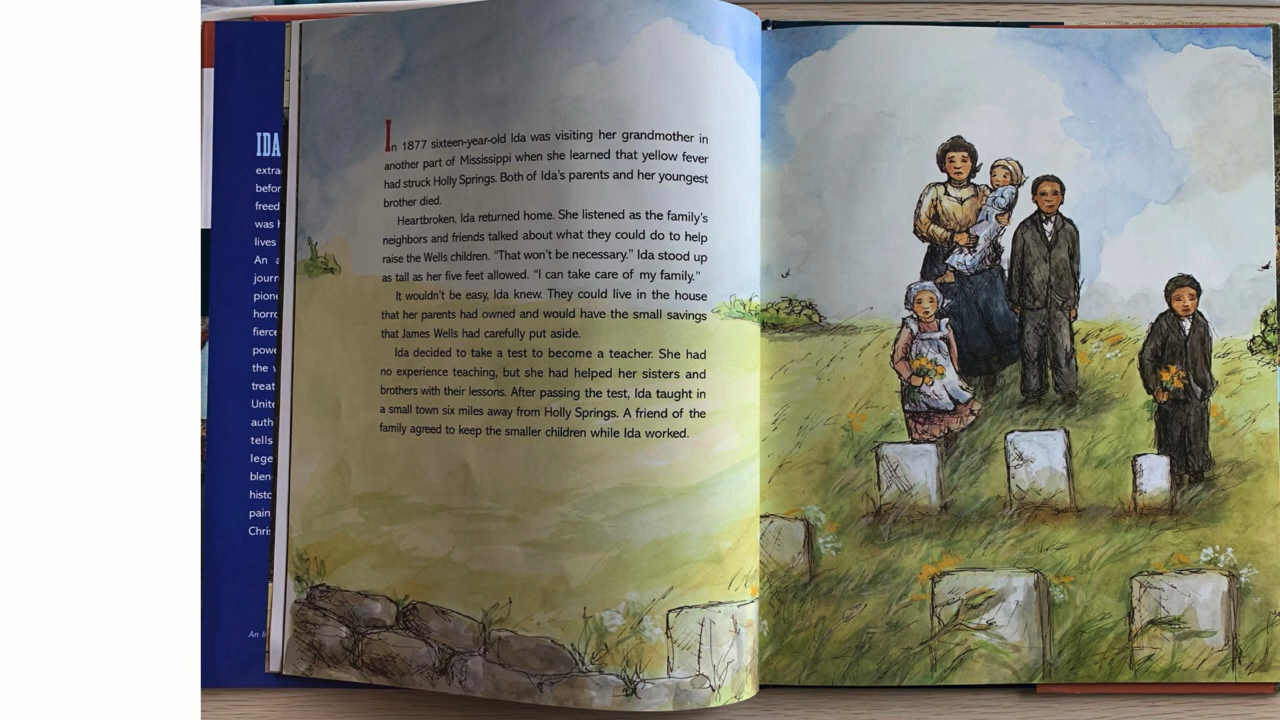 IDA
extra
befor
freed
was h
lives
An a
journ
pione
horro
fierce
powe
the v
treat
Unite
auth
tells
lege
blen
histo
pain
Chris
An I
In 1877 sixteen-year-old Ida was visiting her grandmother in
another part of Mississippi when she learned that yellow fever
had struck Holly Springs. Both of Ida's parents and her youngest
brother died.
Heartbroken, Ida returned home. She listened as the family's
neighbors and friends talked about what they could do to help
raise the Wells children. “That won't be necessary.” Ida stood up
as tall as her five feet allowed. “I can take care of my family.”
It wouldn't be easy, Ida knew. They could live in the house
that her parents had owned and would have the small savings
that James Wells had carefully put aside.
Ida decided to take a test to become a teacher. She had
no experience teaching, but she had helped her sisters and
brothers with their lessons. After passing the test, Ida taught in
a small town six miles away from Holly Springs. A friend of the
family agreed to keep the smaller children while Ida worked.